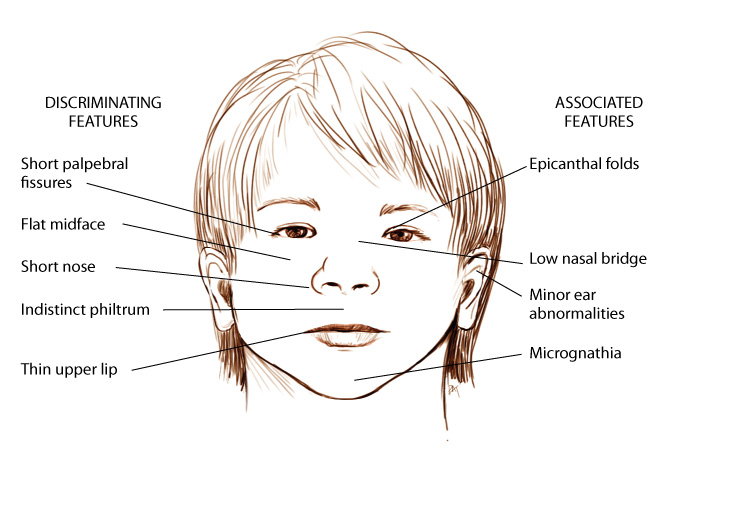 DISCRIMINATING
FEATURES
Short palpebral
fissures
Flat midface
Short nose
Indistinct philtrum
Thin upper lip
ASSOCIATED
FEATURES
Epicanthal folds
Low nasal bridge
Minor ear
abnormalities
Micrognathia